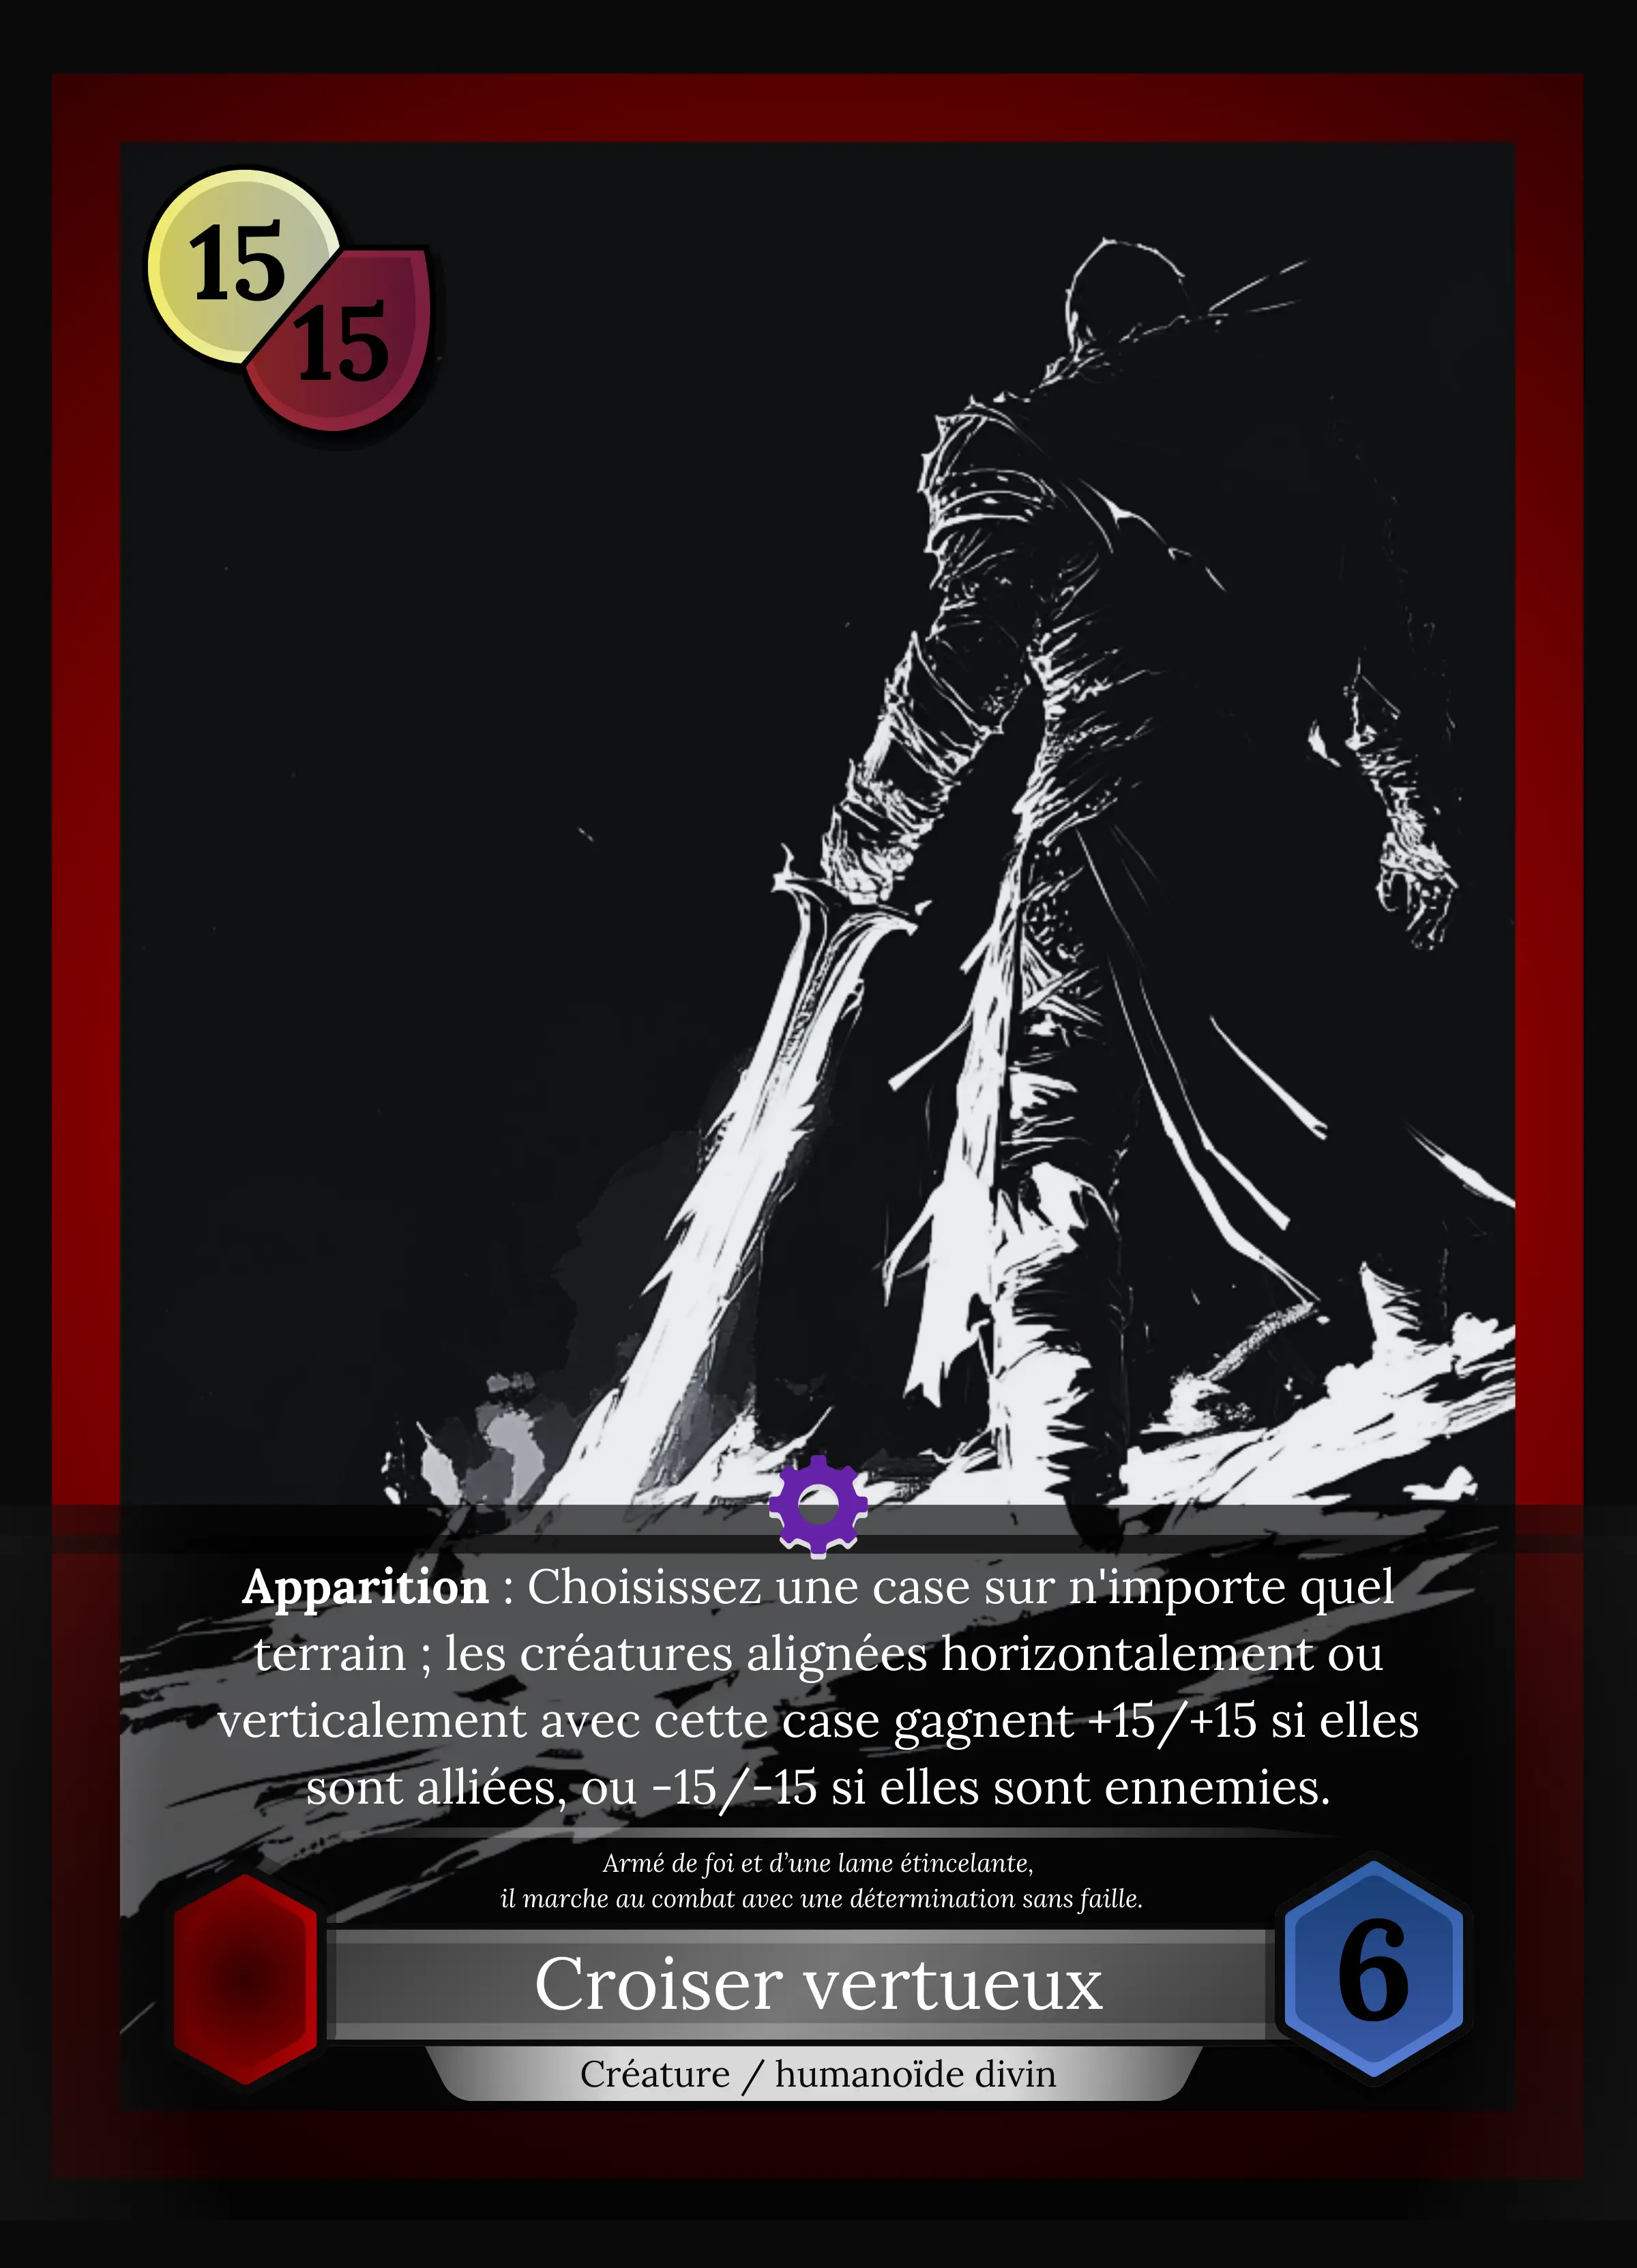 15
15
Apparition : Choisissez une case sur n'importe quel
terrain ; les créatures alignées horizontalement ou
verticalement avec cette case gagnent +15/+15 si elles
sont alliées, ou -15/-15 si elles sont ennemies.
Armé de foi et d’une lame étincelante,
il marche au combat avec une détermination sans faille.
Croiser vertueux
6
Créature / humanoïde divin